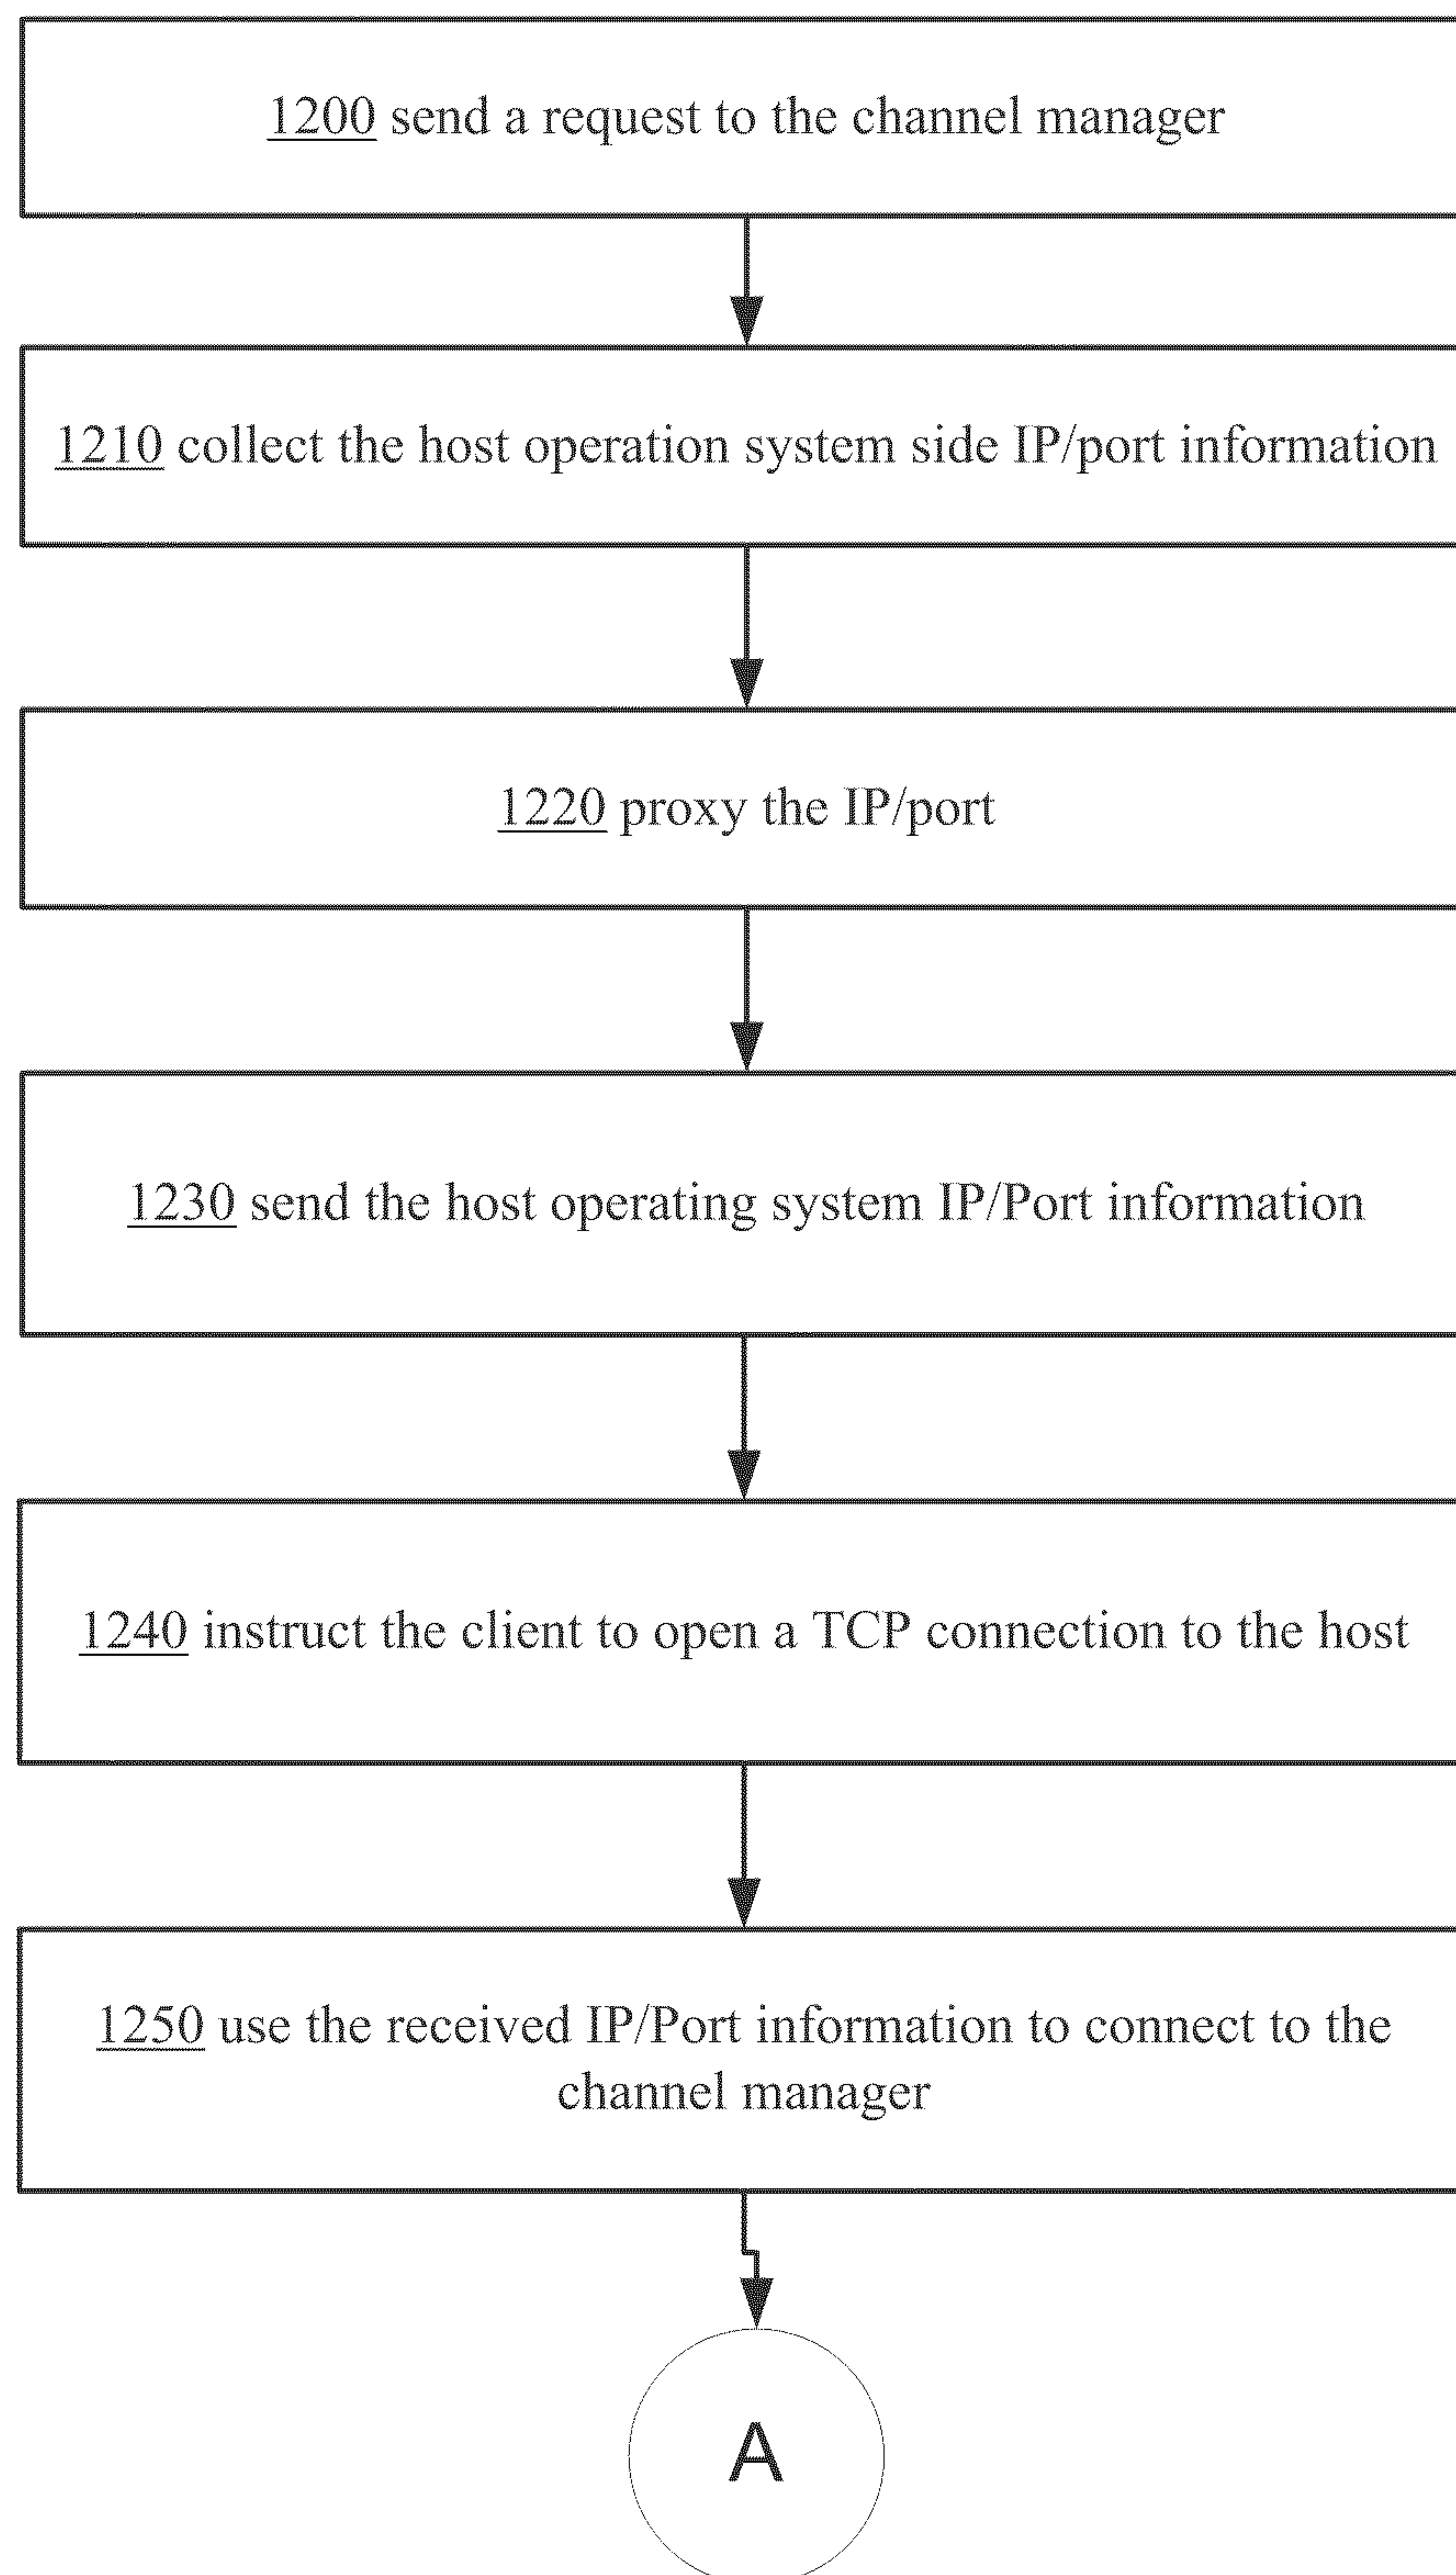 1200 send a request to the channel manager
1210 collect the host operation system side IP/port information
1220 proxy the IP/port
1230 send the host operating system IP/Port information
1240 instruct the client to open a TCP connection to the host
1250 use the received IP/Port information to connect to the
channel manager
A